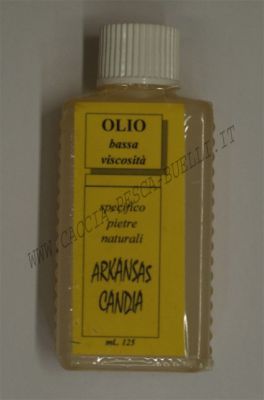 OLIO
bassa
viscosità
specifico
pietre
naturali
ARKANSAS
CANDIA
mL. 125
WWW.CACCIA-PESCA-BUELLI.IT